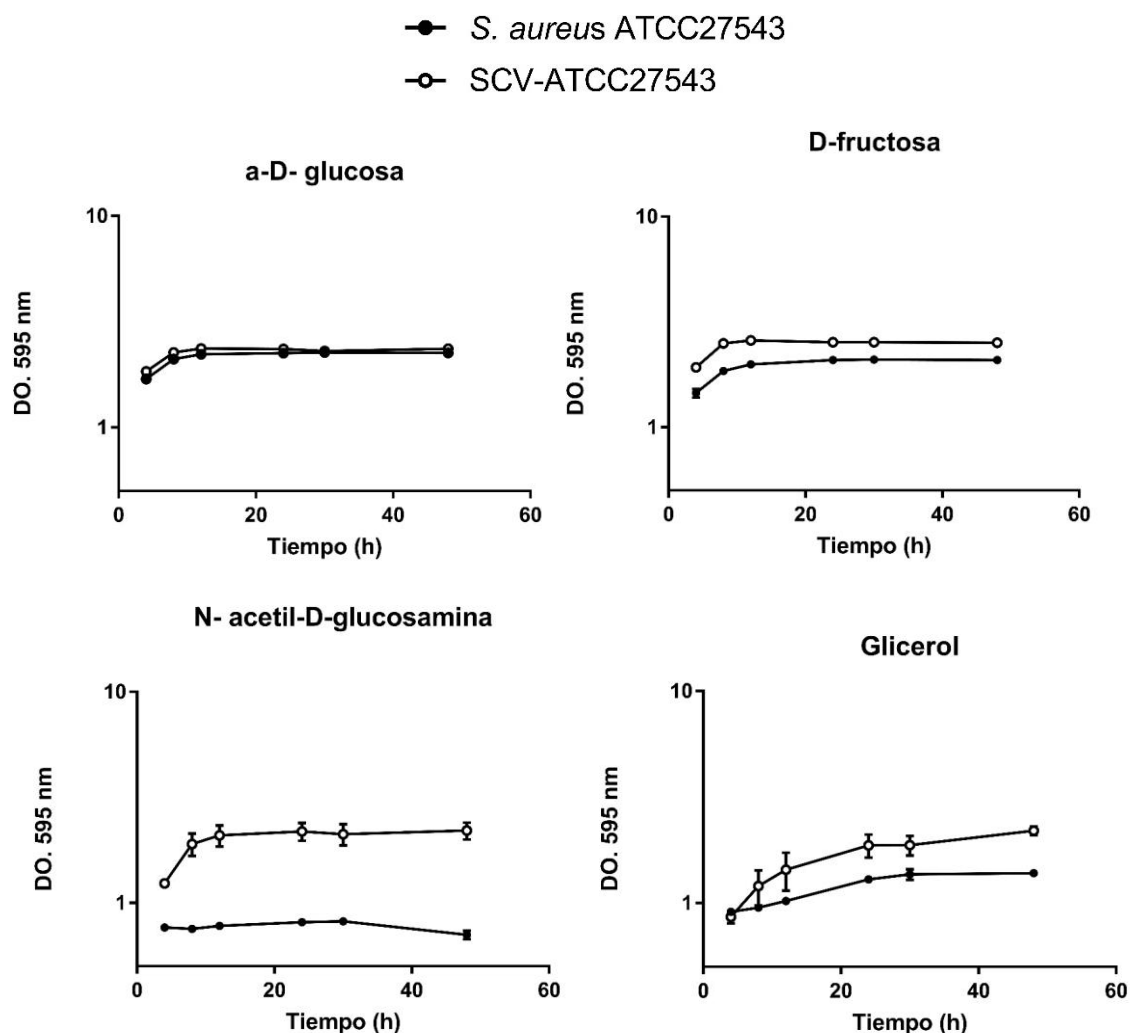 S. aureus ATCC27543
SCV-ATCC27543
a-D- glucosa
10
1
DO. 595 nm
0
20
40
60
Tiempo (h)
D-fructosa
10
1
DO. 595 nm
0
20
40
60
Tiempo (h)
N- acetil-D-glucosamina
10
1
DO. 595 nm
0
20
40
60
Tiempo (h)
Glicerol
10
1
DO. 595 nm
0
20
40
60
Tiempo (h)